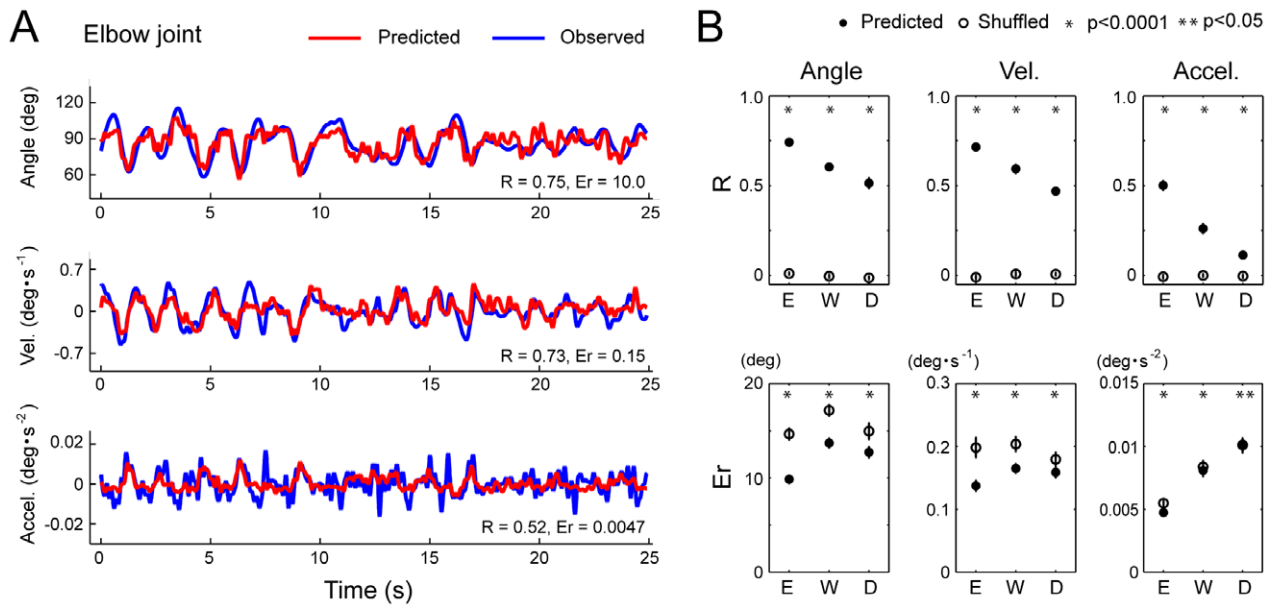 A
Elbow joint
Predicted
Observed
Angle (deg)
120
90
60
R = 0.75, Er = 10.0
0 5 10 15 20 25
Vel. (deg•s⁻¹)
0.7
0
-0.7
R = 0.73, Er = 0.15
0 5 10 15 20 25
Accel. (deg•s⁻²)
0.02
0
-0.02
R = 0.52, Er = 0.0047
0 5 10 15 20 25
Time (s)
B
Predicted Shuffled * p<0.0001 ** p<0.05
Angle
Vel.
Accel.
R
1.0
0.5
0
* * *
E W D
1.0
0.5
0
* * *
E W D
1.0
0.5
0
* * *
E W D
Er
(deg)
20
10
0
* * *
E W D
(deg•s⁻¹)
0.3
0.2
0.1
0
* * *
E W D
(deg•s⁻²)
0.015
0.010
0.005
0
* * **
E W D